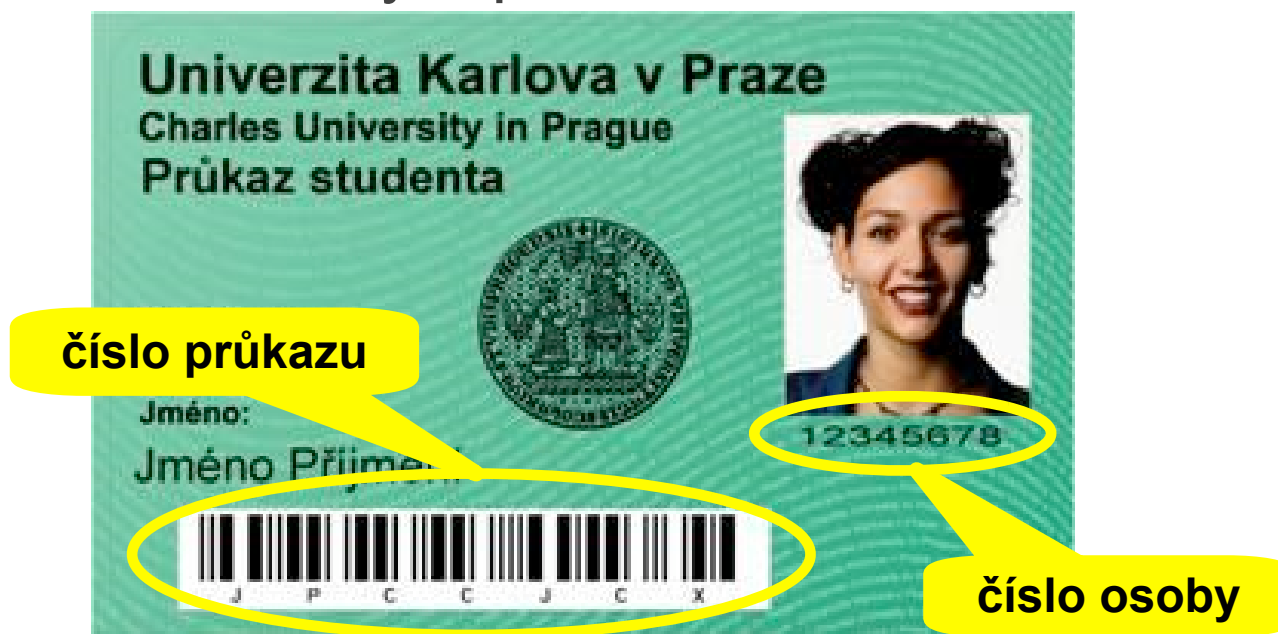 Univerzita Karlova v Praze
Charles University in Prague
Průkaz studenta
číslo průkazu
Jméno:
12345678
Jméno Příjmení
J P C C J C X
číslo osoby